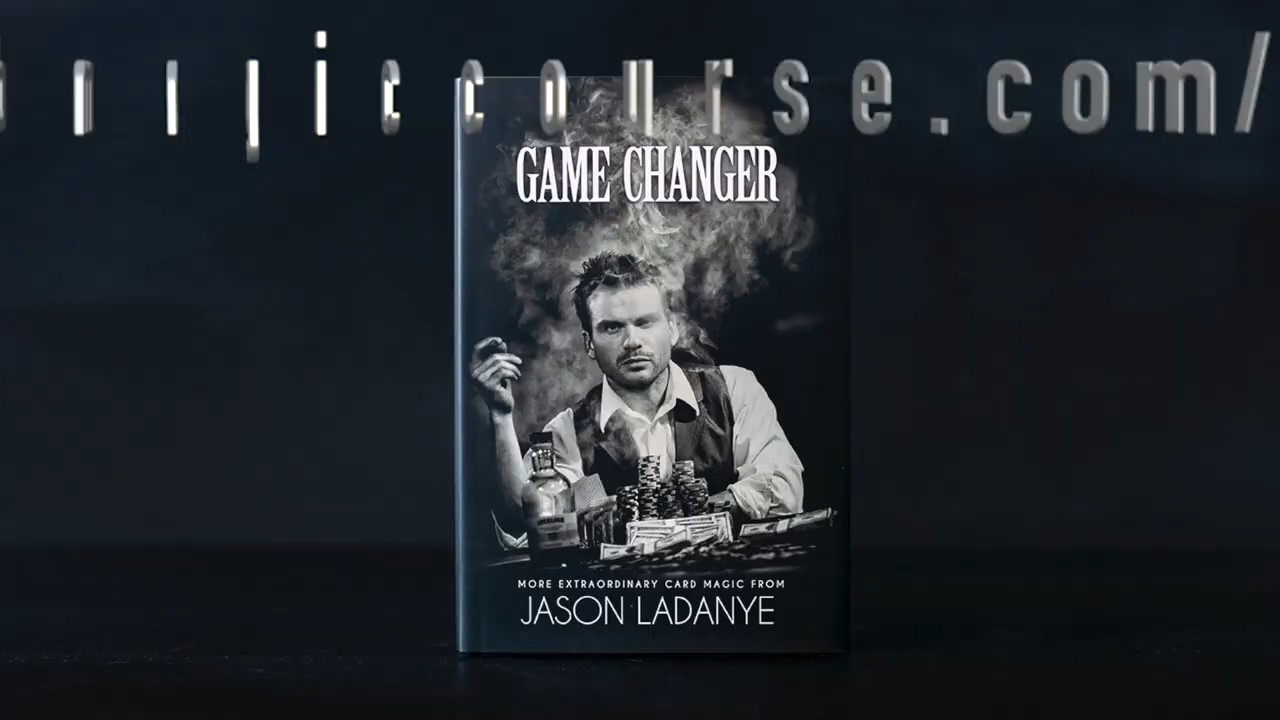 course.com/
GAME CHANGER
MORE EXTRAORDINARY CARD MAGIC FROM
JASON LADANYE